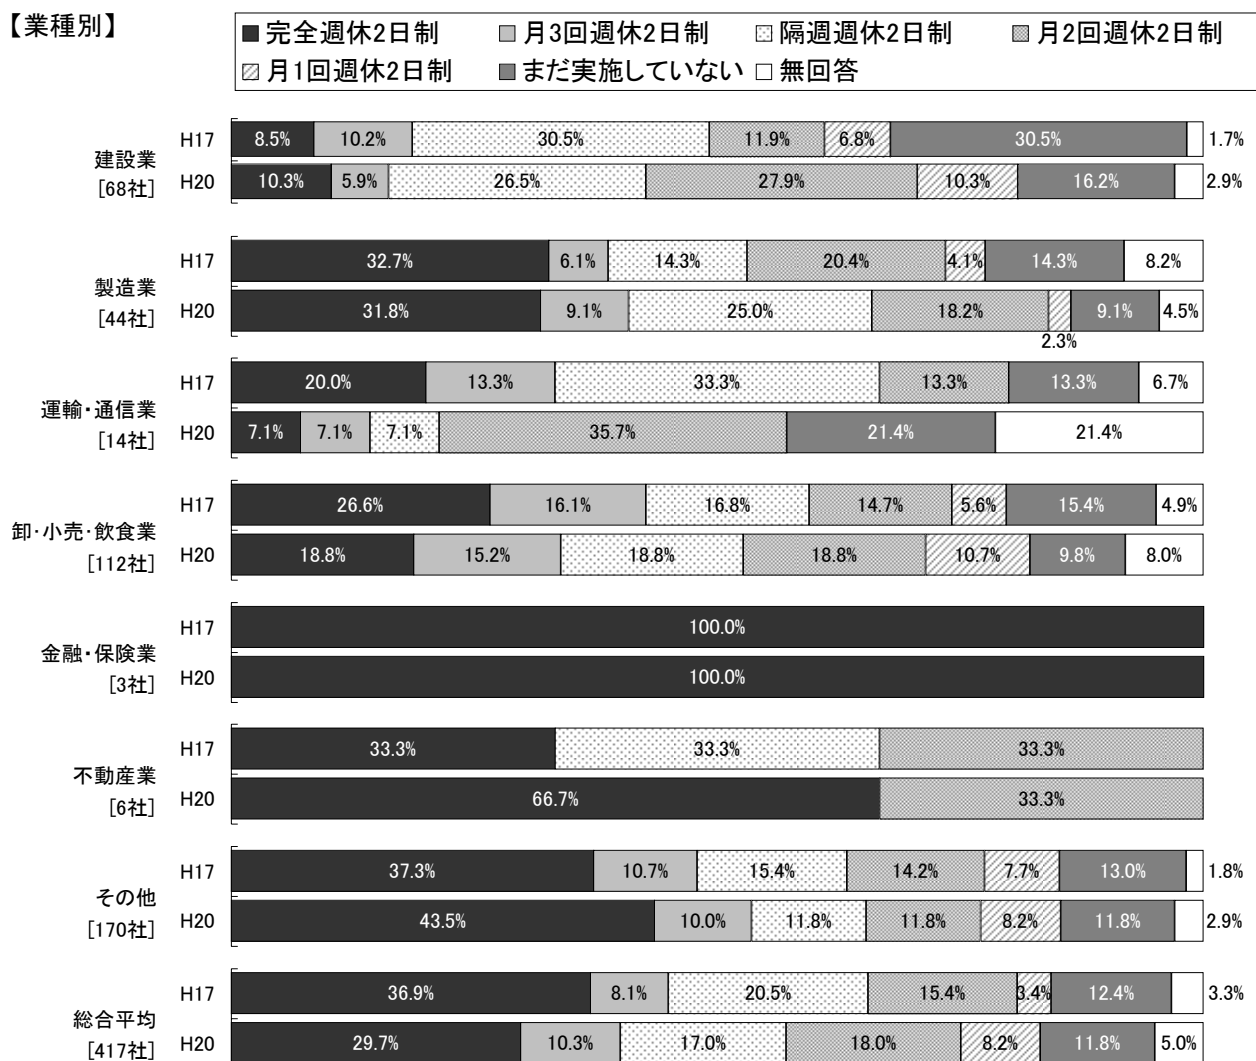 【業種別】
完全週休2日制 月3回週休2日制 隔週週休2日制 月2回週休2日制
月1回週休2日制 まだ実施していない 無回答
建設業
[68社]
H17 8.5% 10.2% 30.5% 11.9% 6.8% 30.5% 1.7%
H20 10.3% 5.9% 26.5% 27.9% 10.3% 16.2% 2.9%
製造業
[44社]
H17 32.7% 6.1% 14.3% 20.4% 4.1% 14.3% 8.2%
H20 31.8% 9.1% 25.0% 18.2% 2.3% 9.1% 4.5%
運輸・通信業
[14社]
H17 20.0% 13.3% 33.3% 13.3% 13.3% 6.7%
H20 7.1% 7.1% 7.1% 35.7% 21.4% 21.4%
卸・小売・飲食業
[112社]
H17 26.6% 16.1% 16.8% 14.7% 5.6% 15.4% 4.9%
H20 18.8% 15.2% 18.8% 18.8% 10.7% 9.8% 8.0%
金融・保険業
[3社]
H17 100.0%
H20 100.0%
不動産業
[6社]
H17 33.3% 33.3% 33.3%
H20 66.7% 33.3%
その他
[170社]
H17 37.3% 10.7% 15.4% 14.2% 7.7% 13.0% 1.8%
H20 43.5% 10.0% 11.8% 11.8% 8.2% 11.8% 2.9%
総合平均
[417社]
H17 36.9% 8.1% 20.5% 15.4% 3.4% 12.4% 3.3%
H20 29.7% 10.3% 17.0% 18.0% 8.2% 11.8% 5.0%